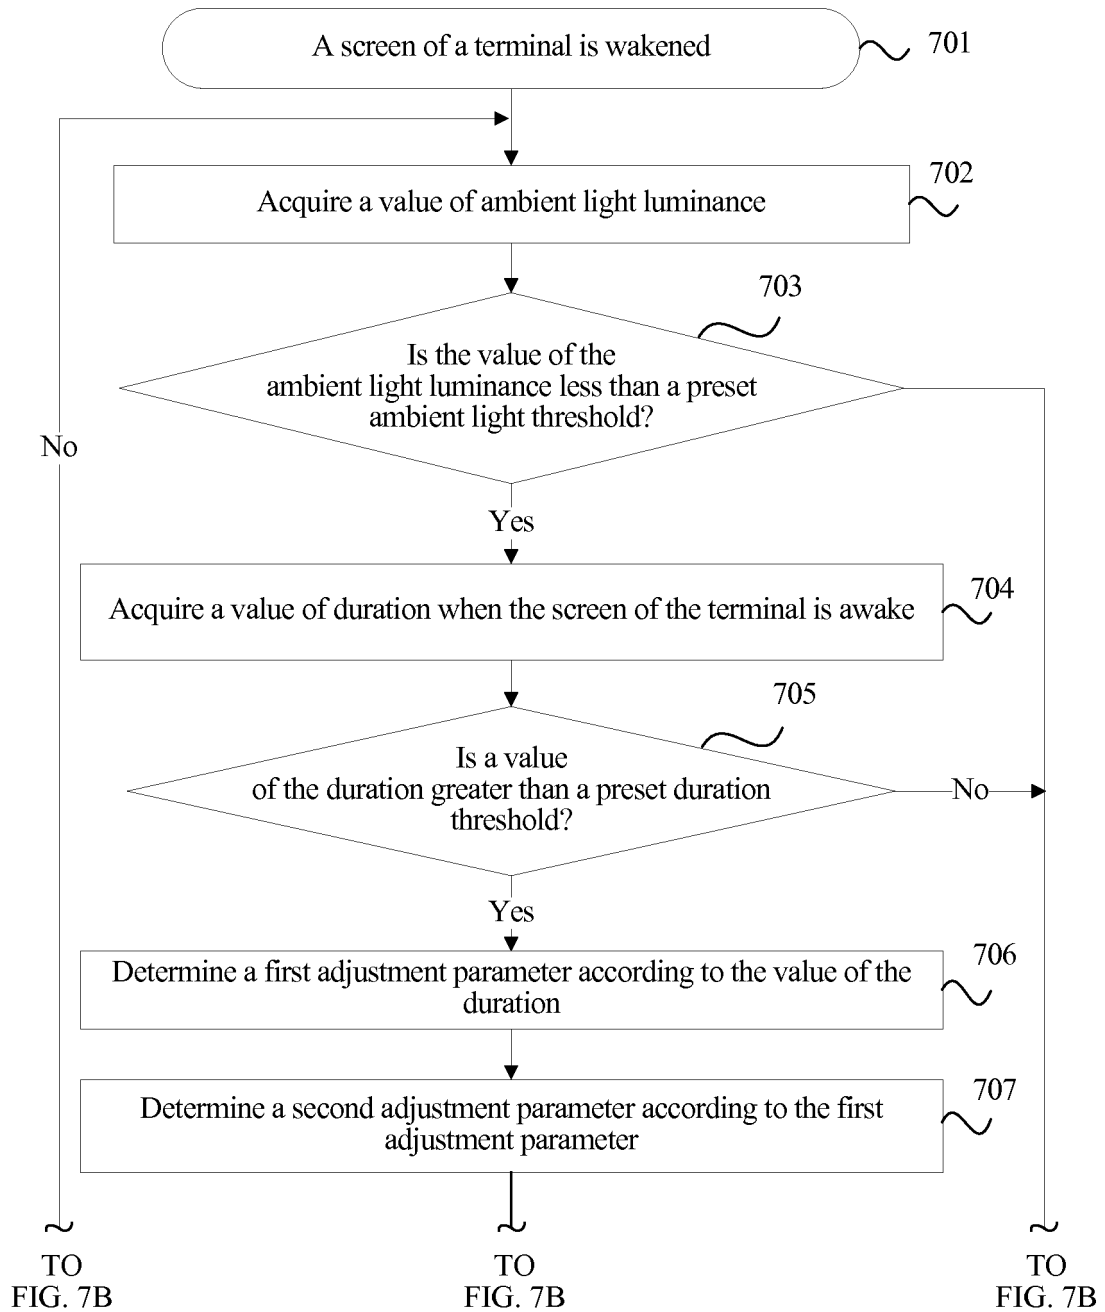 A screen of a terminal is wakened
701
702
Acquire a value of ambient light luminance
703
Is the value of the
ambient light luminance less than a preset
ambient light threshold?
No
Yes
704
Acquire a value of duration when the screen of the terminal is awake
705
Is a value
of the duration greater than a preset duration
threshold?
No
Yes
706
Determine a first adjustment parameter according to the value of the
duration
707
Determine a second adjustment parameter according to the first
adjustment parameter
TO
FIG. 7B
TO
FIG. 7B
TO
FIG. 7B